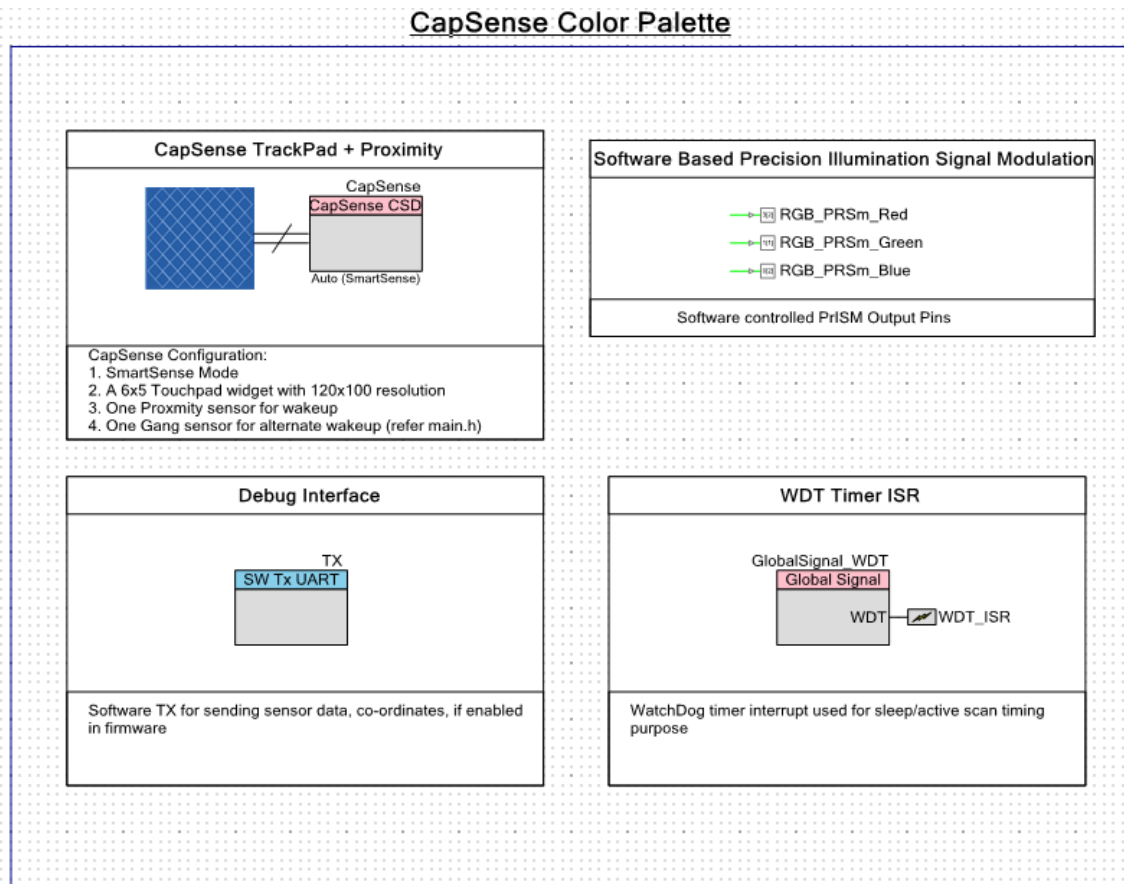 CapSense Color Palette
CapSense TrackPad + Proximity
CapSense
CapSense CSD
Auto (SmartSense)
CapSense Configuration:
1. SmartSense Mode
2. A 6x5 Touchpad widget with 120x100 resolution
3. One Proxmity sensor for wakeup
4. One Gang sensor for alternate wakeup (refer main.h)
Software Based Precision Illumination Signal Modulation
RGB_PRSm_Red
RGB_PRSm_Green
RGB_PRSm_Blue
Software controlled PrISM Output Pins
Debug Interface
TX
SW Tx UART
Software TX for sending sensor data, co-ordinates, if enabled
in firmware
WDT Timer ISR
GlobalSignal_WDT
Global Signal
WDT
WDT_ISR
WatchDog timer interrupt used for sleep/active scan timing
purpose